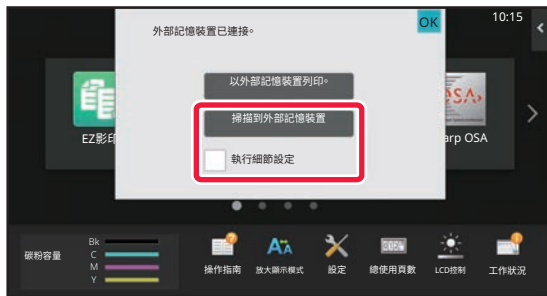 外部記憶裝置已連接。
OK
10:15
以外部記憶裝置列印。
掃描到外部記憶裝置
執行細節設定
EZ影印
OSA
arp OSA
碳粉容量
Bk
C
M
Y
操作指南
放大顯示模式
設定
總使用頁數
LCD控制
工作狀況